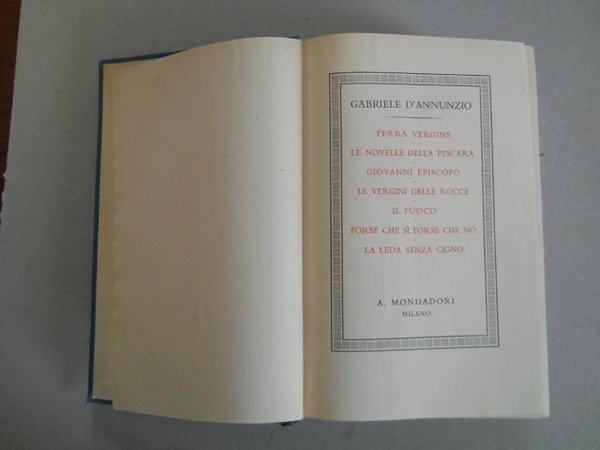 GABRIELE D'ANNUNZIO
TERRA VERGINE
LE NOVELLE DELLA PESCARA
GIOVANNI EPISCOPO
LE VERGINI DELLE ROCCE
IL FUOCO
FORSE CHE SÌ FORSE CHE NO
LA LEDA SENZA CIGNO
A. MONDADORI
MILANO